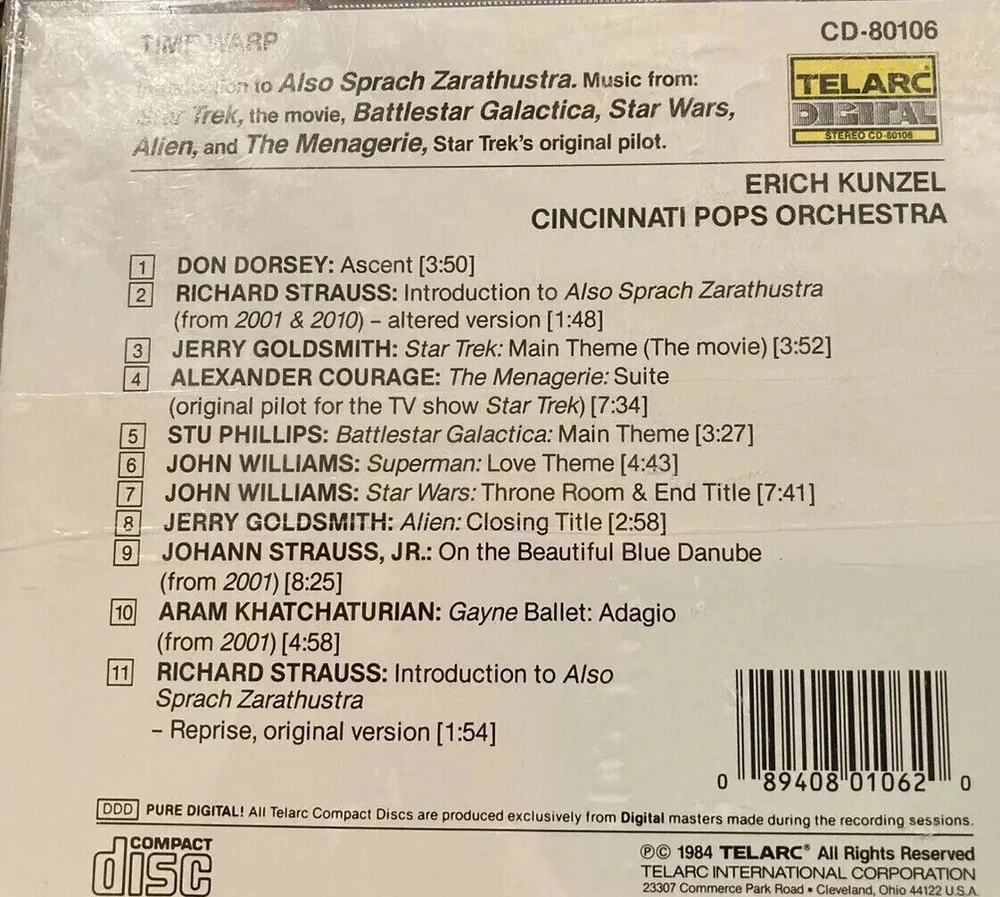 TIME WARP
CD-80106
TELARC
DIGITAL
STEREO CD-80106
Introduction to Also Sprach Zarathustra. Music from:
Star Trek, the movie, Battlestar Galactica, Star Wars,
Alien, and The Menagerie, Star Trek's original pilot.
ERICH KUNZEL
CINCINNATI POPS ORCHESTRA
1 DON DORSEY: Ascent [3:50]
2 RICHARD STRAUSS: Introduction to Also Sprach Zarathustra
(from 2001 & 2010) – altered version [1:48]
3 JERRY GOLDSMITH: Star Trek: Main Theme (The movie) [3:52]
4 ALEXANDER COURAGE: The Menagerie: Suite
(original pilot for the TV show Star Trek) [7:34]
5 STU PHILLIPS: Battlestar Galactica: Main Theme [3:27]
6 JOHN WILLIAMS: Superman: Love Theme [4:43]
7 JOHN WILLIAMS: Star Wars: Throne Room & End Title [7:41]
8 JERRY GOLDSMITH: Alien: Closing Title [2:58]
9 JOHANN STRAUSS, JR.: On the Beautiful Blue Danube
(from 2001) [8:25]
10 ARAM KHATCHATURIAN: Gayne Ballet: Adagio
(from 2001) [4:58]
11 RICHARD STRAUSS: Introduction to Also
Sprach Zarathustra
– Reprise, original version [1:54]
0 89408 01062 0
DDD PURE DIGITAL! All Telarc Compact Discs are produced exclusively from Digital masters made during the recording sessions.
COMPACT
disc
℗© 1984 TELARC® All Rights Reserved
TELARC INTERNATIONAL CORPORATION
23307 Commerce Park Road • Cleveland, Ohio 44122 U.S.A.